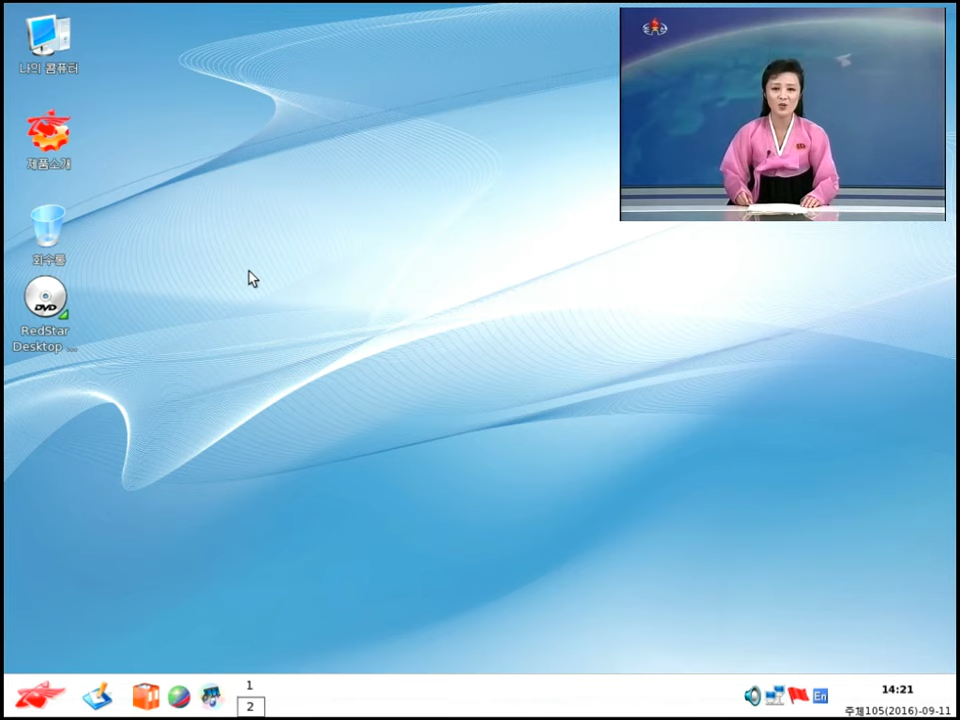 나의 콤퓨터
제품소개
회수통
DVD
RedStar
Desktop ...
1
2
En
14:21
주체105(2016)-09-11